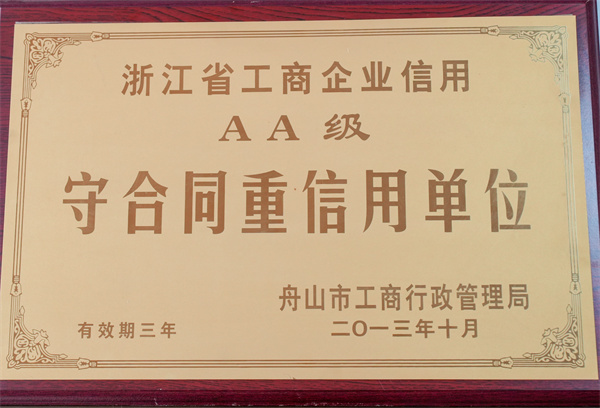 浙江省工商企业信用
AA级
守合同重信用单位
舟山市工商行政管理局
有效期三年
二〇一三年十月